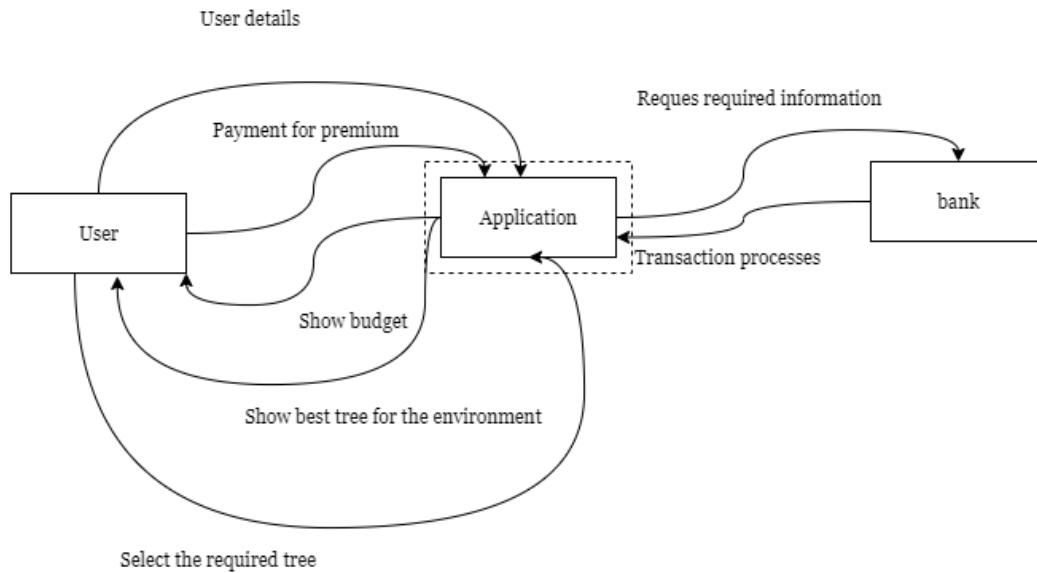 User details
Reques required information
Payment for premium
bank
Application
User
Transaction processes
Show budget
Show best tree for the environment
Select the required tree